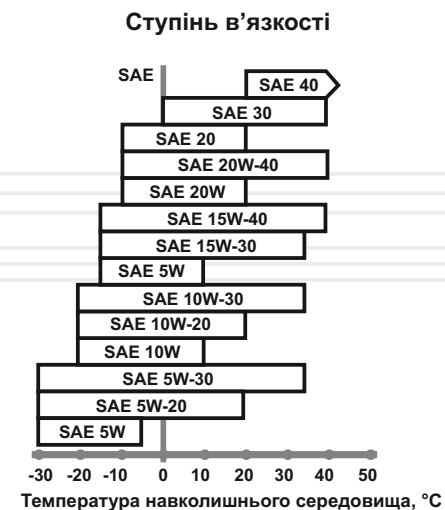 Ступінь в’язкості
SAE
SAE 40
SAE 30
SAE 20
SAE 20W-40
SAE 20W
SAE 15W-40
SAE 15W-30
SAE 5W
SAE 10W-30
SAE 10W-20
SAE 10W
SAE 5W-30
SAE 5W-20
SAE 5W
-30 -20 -10 0 10 20 30 40 50
Температура навколишнього середовища, °C